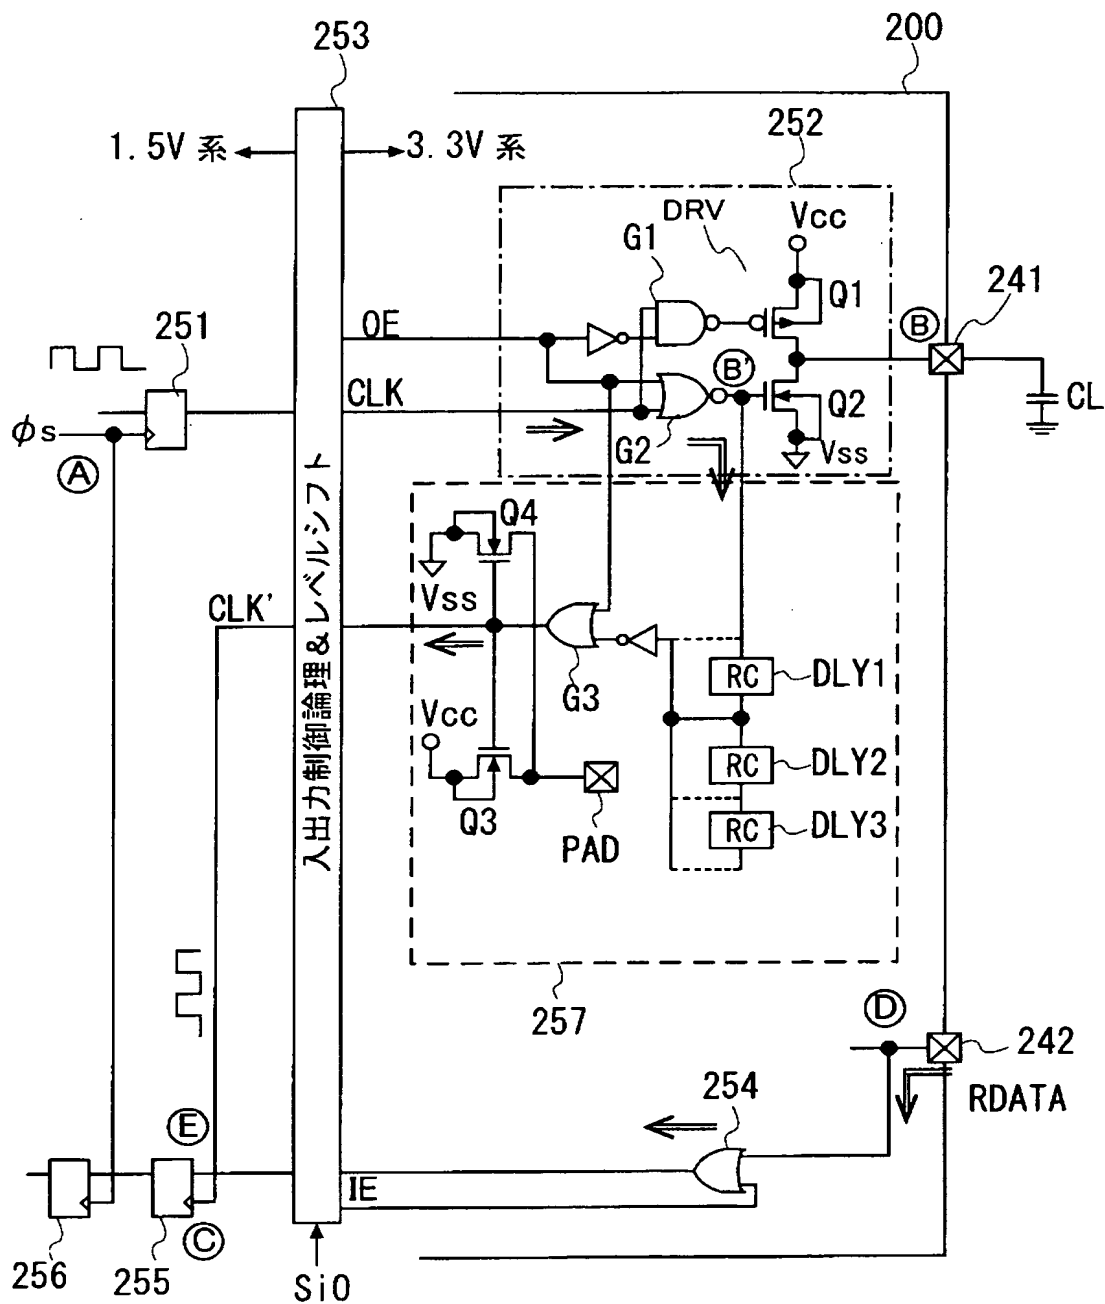 253
200
1.5V 系
3.3V 系
252
DRV
Vcc
G1
Q1
241
251
OE
B
B'
CLK
Q2
CL
φs
G2
Vss
A
Q4
Vss
CLK'
入出力制御論理&レベルシフト
G3
RC
DLY1
Vcc
RC
DLY2
Q3
PAD
RC
DLY3
257
D
242
254
RDATA
E
IE
C
256
255
SiO